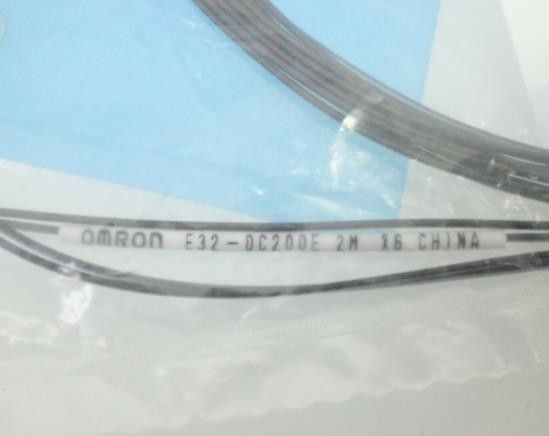 OMRON E32-DC200E 2M X6 CHINA